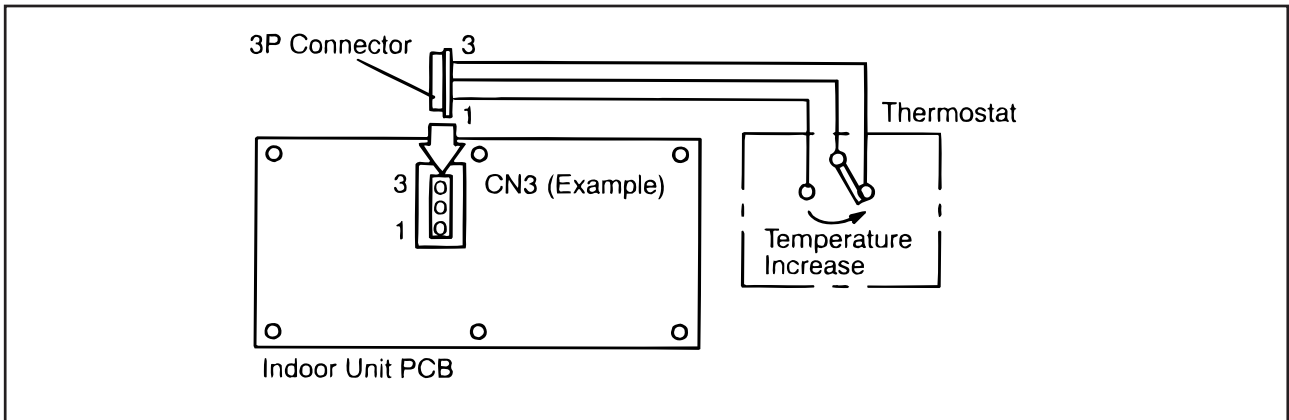 3P Connector
3
1
Thermostat
3
CN3 (Example)
1
Temperature
Increase
Indoor Unit PCB